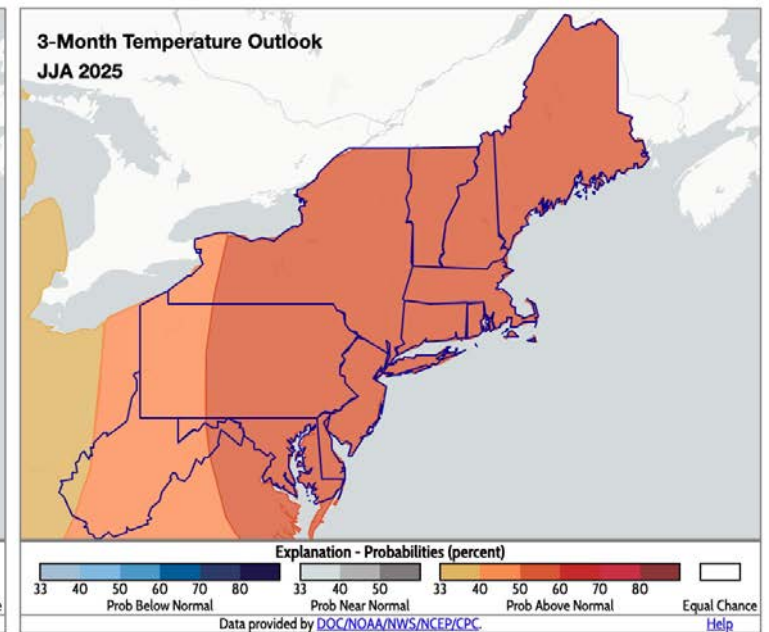 3-Month Temperature Outlook
JJA 2025
Explanation - Probabilities (percent)
33 40 50 60 70 80 33 40 50 33 40 50 60 70 80
Prob Below Normal Prob Near Normal Prob Above Normal Equal Chance
Data provided by DOC/NOAA/NWS/NCEP/CPC. Help